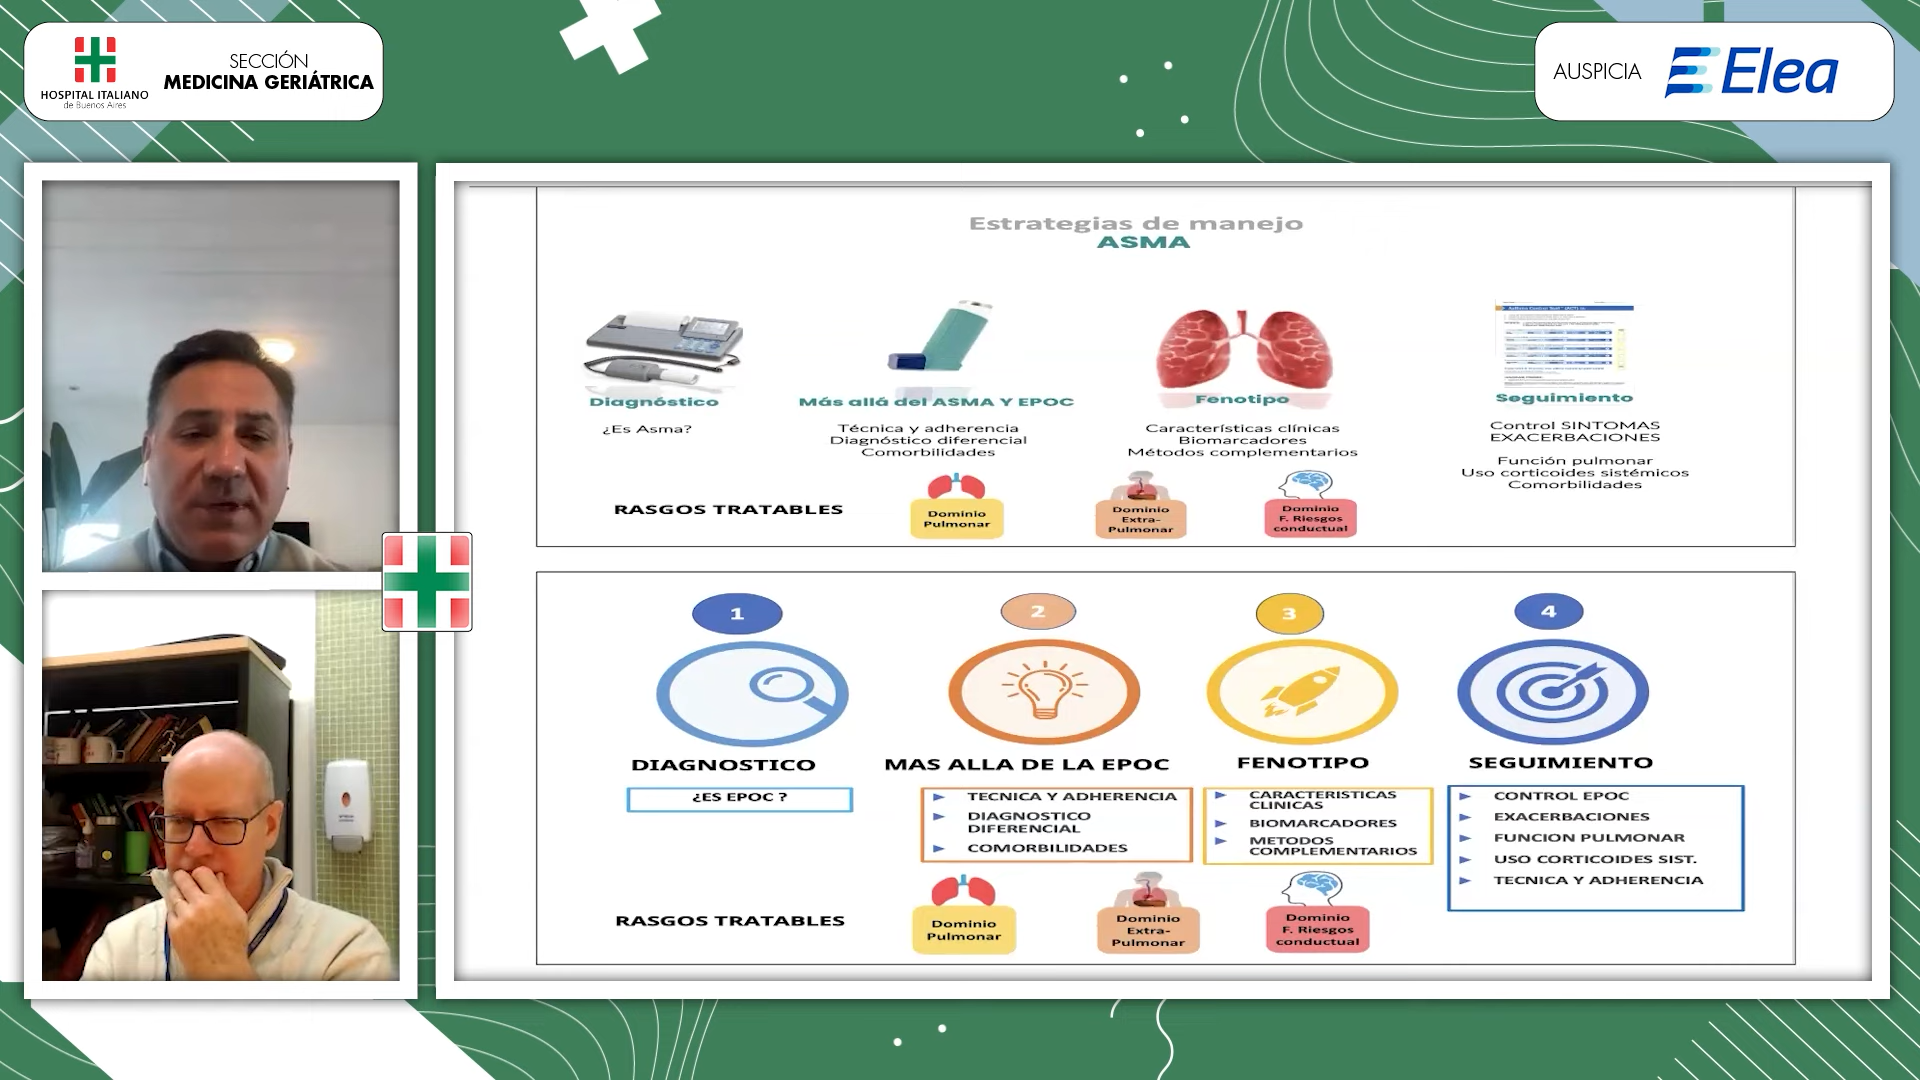 HOSPITAL ITALIANO
de Buenos Aires
SECCIÓN
MEDICINA GERIÁTRICA
AUSPICIA
Elea
Estrategias de manejo
ASMA
Diagnóstico
¿Es Asma?
Más allá del ASMA Y EPOC
Técnica y adherencia
Diagnóstico diferencial
Comorbilidades
Fenotipo
Características clínicas
Biomarcadores
Métodos complementarios
Seguimiento
Control SINTOMAS
EXACERBACIONES
Función pulmonar
Uso corticoides sistémicos
Comorbilidades
RASGOS TRATABLES
Dominio
Pulmonar
Dominio
Extra-
Pulmonar
Dominio
F. Riesgos
conductual
1
2
3
4
DIAGNOSTICO
¿ES EPOC ?
MAS ALLA DE LA EPOC
TECNICA Y ADHERENCIA
DIAGNOSTICO
DIFERENCIAL
COMORBILIDADES
FENOTIPO
CARACTERISTICAS
CLINICAS
BIOMARCADORES
METODOS
COMPLEMENTARIOS
SEGUIMIENTO
CONTROL EPOC
EXACERBACIONES
FUNCION PULMONAR
USO CORTICOIDES SIST.
TECNICA Y ADHERENCIA
RASGOS TRATABLES
Dominio
Pulmonar
Dominio
Extra-
Pulmonar
Dominio
F. Riesgos
conductual